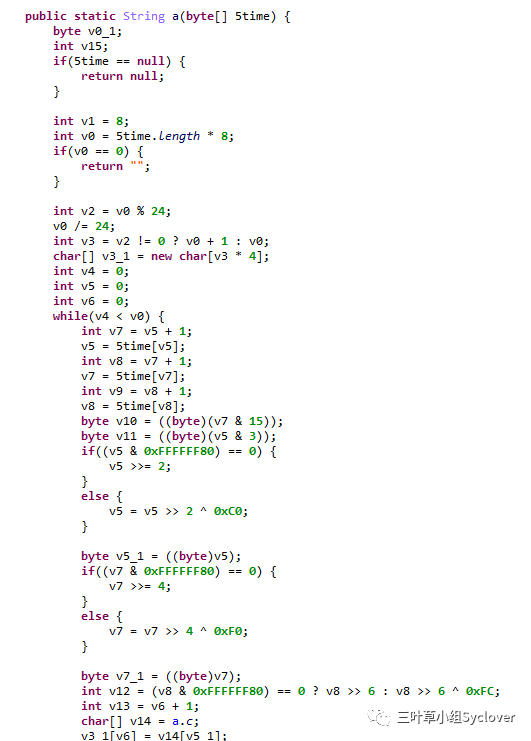 public static String a(byte[] 5time) {
    byte v0_1;
    int v15;
    if(5time == null) {
        return null;
    }

    int v1 = 8;
    int v0 = 5time.length * 8;
    if(v0 == 0) {
        return "";
    }

    int v2 = v0 % 24;
    v0 /= 24;
    int v3 = v2 != 0 ? v0 + 1 : v0;
    char[] v3_1 = new char[v3 * 4];
    int v4 = 0;
    int v5 = 0;
    int v6 = 0;
    while(v4 < v0) {
        int v7 = v5 + 1;
        v5 = 5time[v5];
        int v8 = v7 + 1;
        v7 = 5time[v7];
        int v9 = v8 + 1;
        v8 = 5time[v8];
        byte v10 = ((byte)(v7 & 15));
        byte v11 = ((byte)(v5 & 3));
        if((v5 & 0xFFFFFF80) == 0) {
            v5 >>= 2;
        }
        else {
            v5 = v5 >> 2 ^ 0xC0;
        }

        byte v5_1 = ((byte)v5);
        if((v7 & 0xFFFFFF80) == 0) {
            v7 >>= 4;
        }
        else {
            v7 = v7 >> 4 ^ 0xF0;
        }

        byte v7_1 = ((byte)v7);
        int v12 = (v8 & 0xFFFFFF80) == 0 ? v8 >> 6 : v8 >> 6 ^ 0xFC;
        int v13 = v6 + 1;
        char[] v14 = a.c;
        v3_1[v6] = v14[v5_1];
三叶草小组Syclover